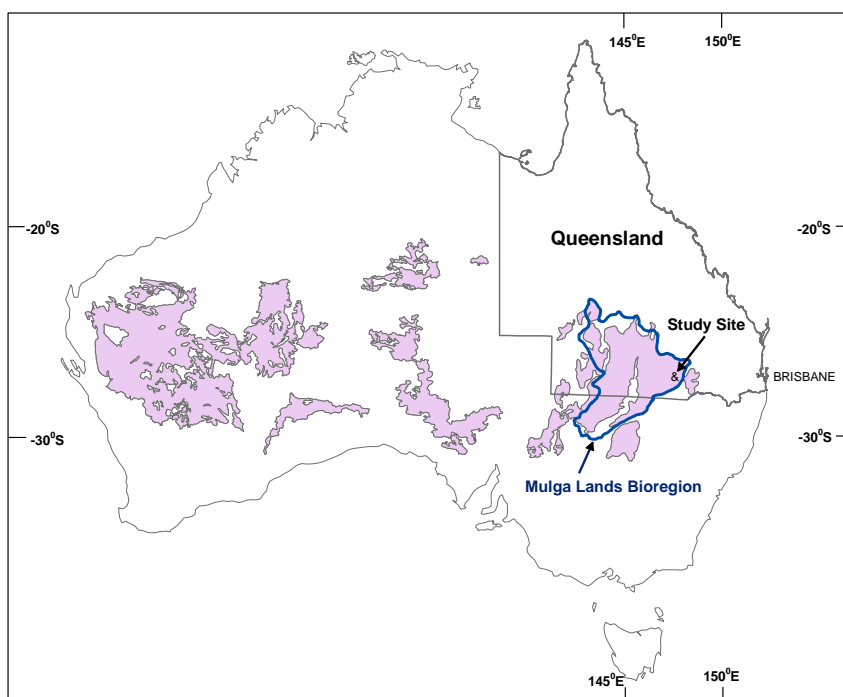 145⁰E 150⁰E
-20⁰S -20⁰S
Queensland
Study Site
&
BRISBANE
-30⁰S -30⁰S
Mulga Lands Bioregion
145⁰E 150⁰E